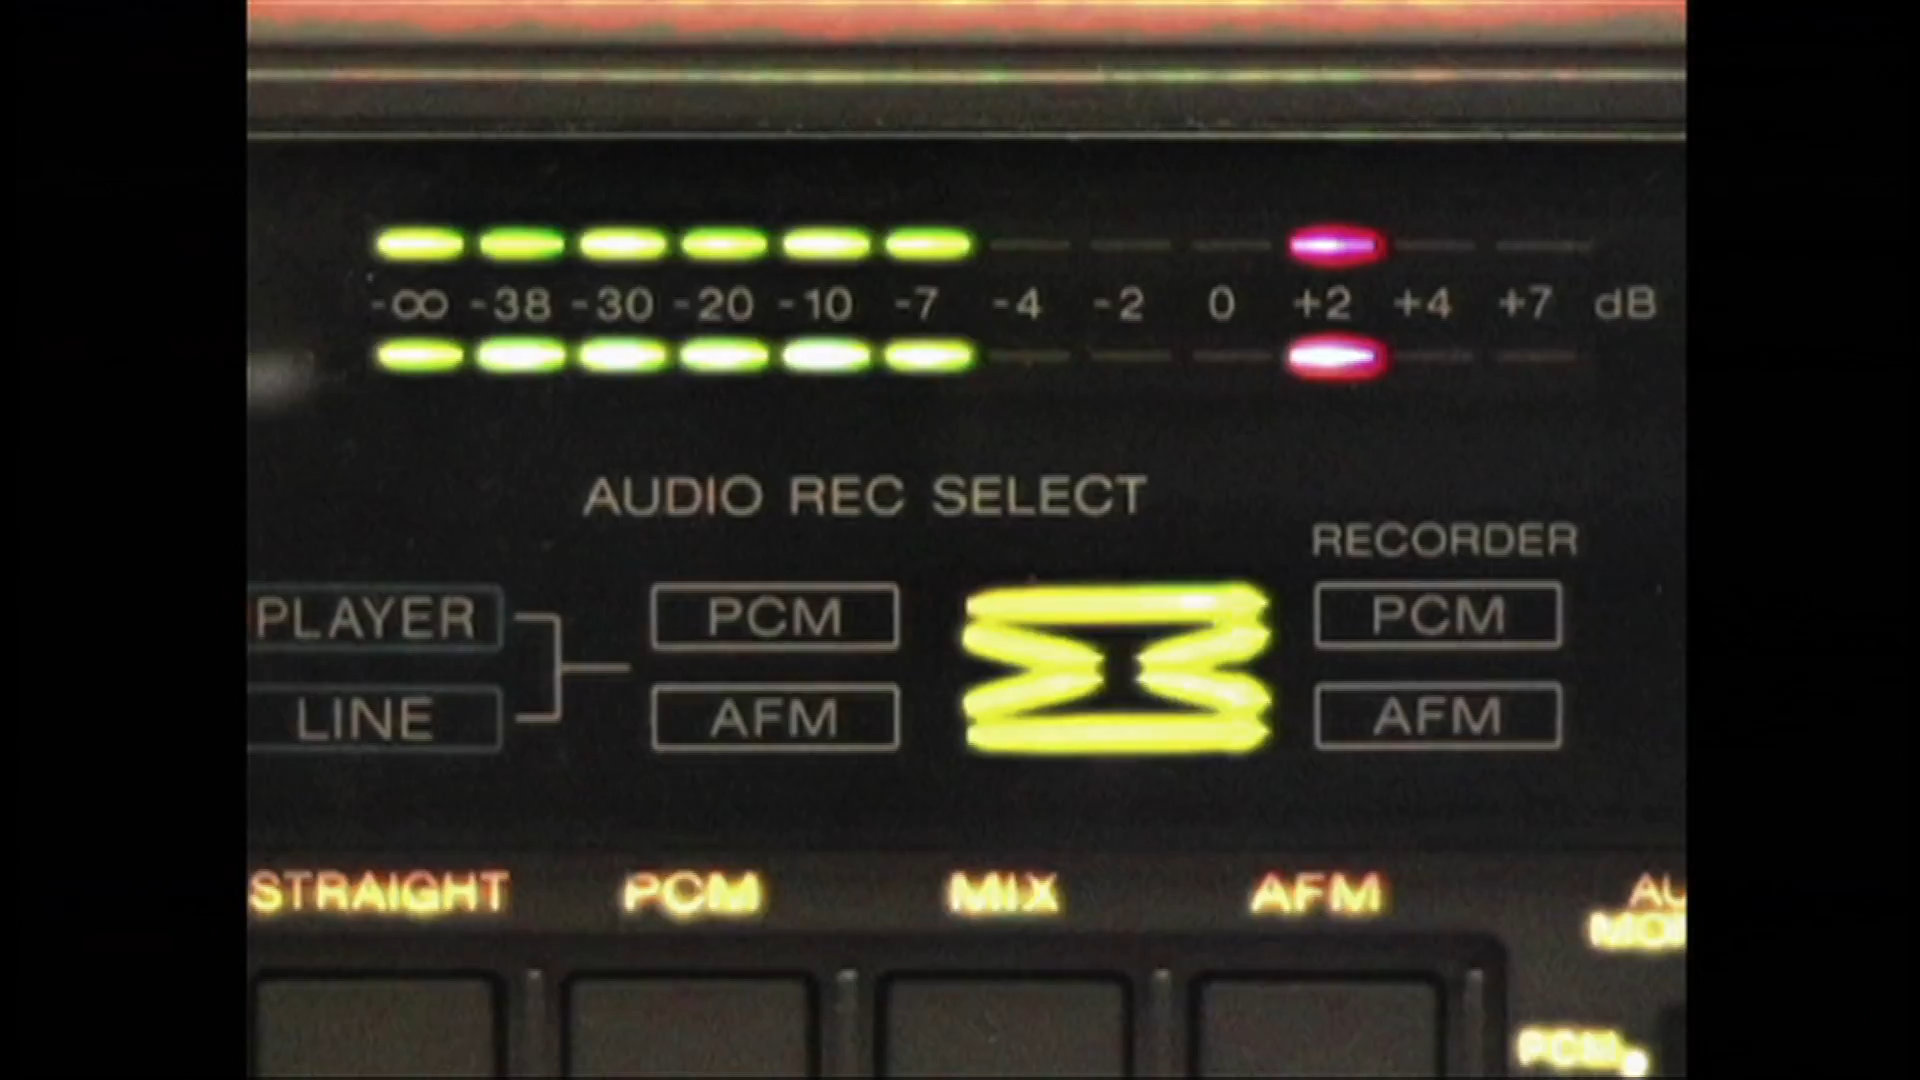 -∞ -38 -30 -20 -10 -7 -4 -2 0 +2 +4 +7 dB
AUDIO REC SELECT
RECORDER
PLAYER PCM PCM
LINE AFM AFM
STRAIGHT PCM MIX AFM
PCM